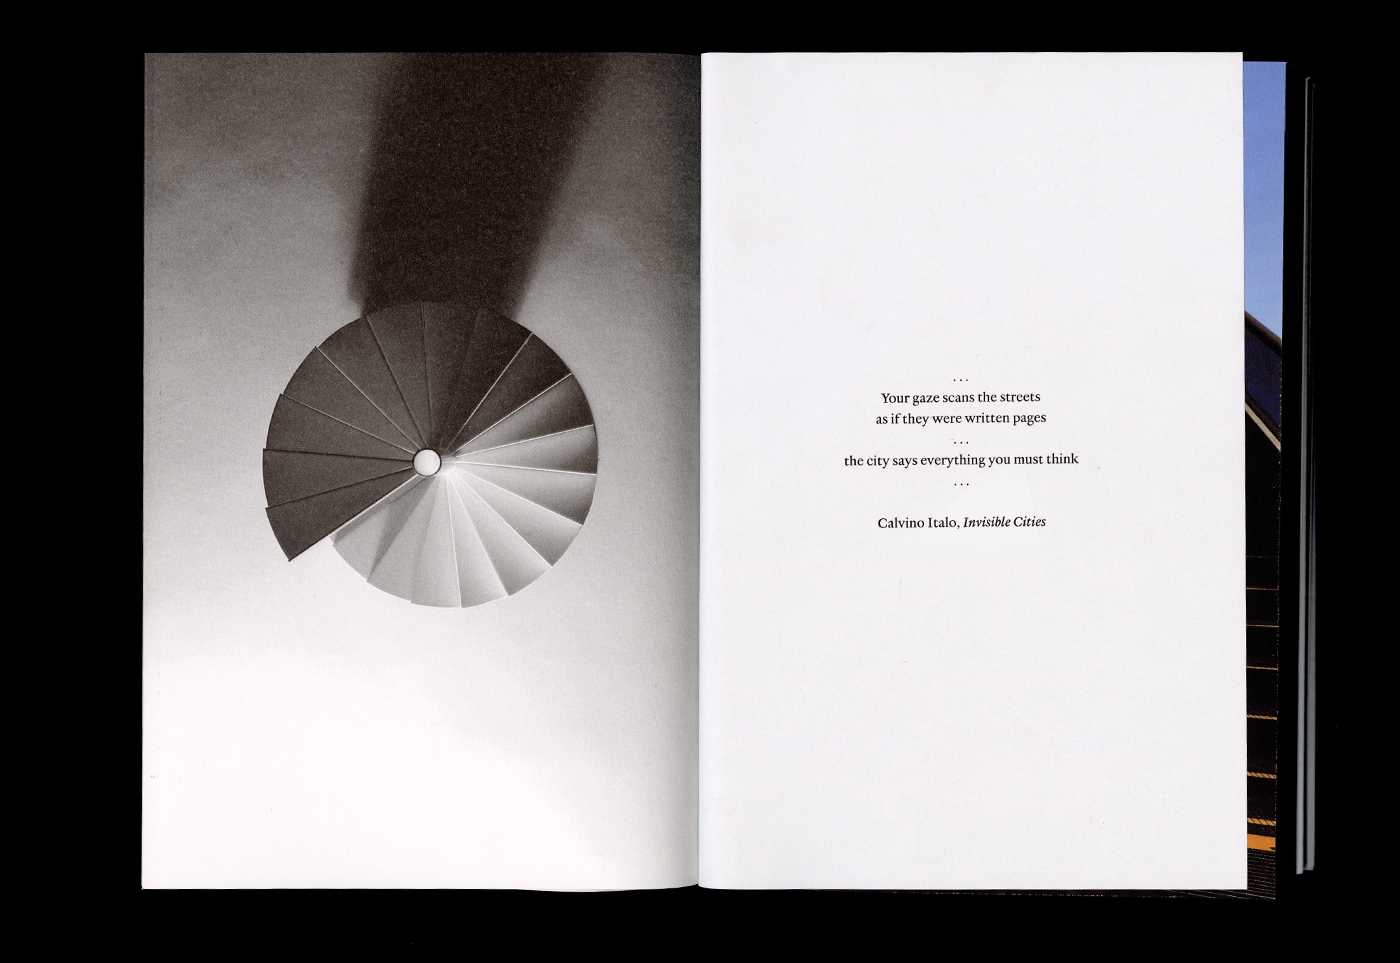 ...
Your gaze scans the streets
as if they were written pages
...
the city says everything you must think
...
Calvino Italo, Invisible Cities